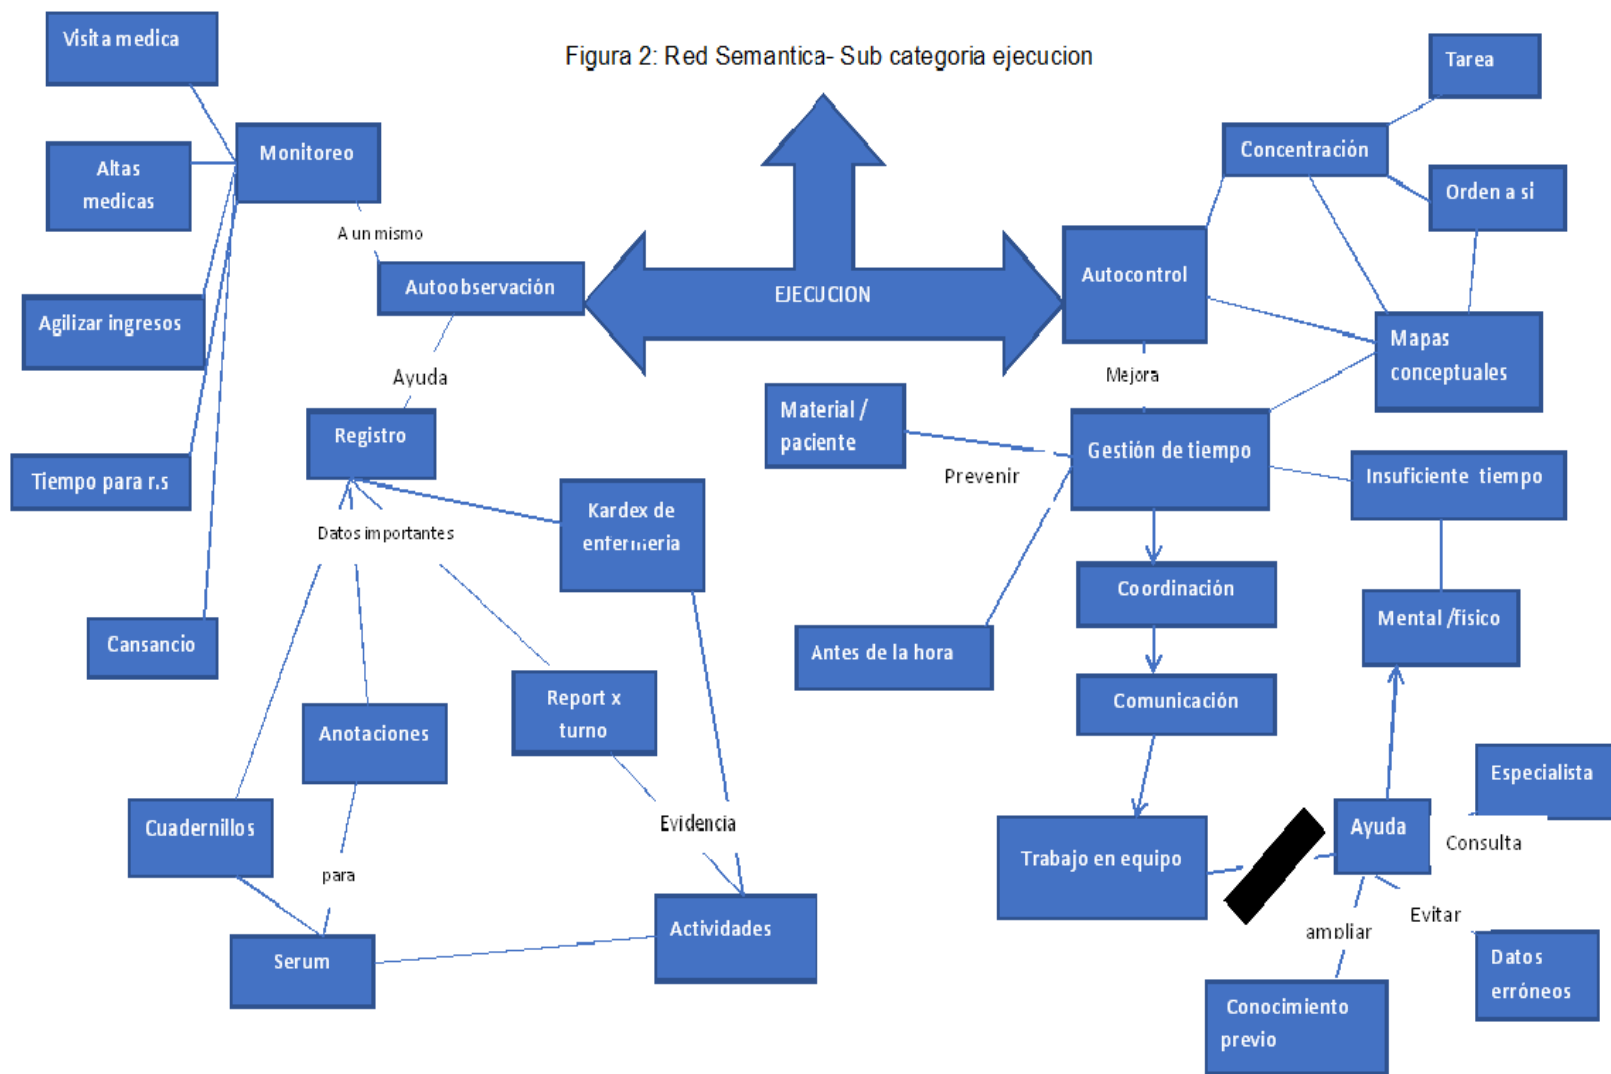 Figura 2: Red Semantica- Sub categoria ejecucion
Visita medica
Monitoreo
Altas
medicas
A un mismo
Autoobservación
Agilizar ingresos
Ayuda
Registro
Tiempo para r.s
Datos importantes
Kardex de
enfermeria
Cansancio
Report x
turno
Anotaciones
Cuadernillos
Evidencia
para
Serum
Actividades
EJECUCION
Tarea
Concentración
Orden a si
Autocontrol
Mapas
conceptuales
Mejora
Material /
paciente
Gestión de tiempo
Prevenir
Insuficiente tiempo
Coordinación
Mental /físico
Antes de la hora
Comunicación
Especialista
Ayuda
Consulta
Trabajo en equipo
Evitar
ampliar
Datos
erróneos
Conocimiento
previo